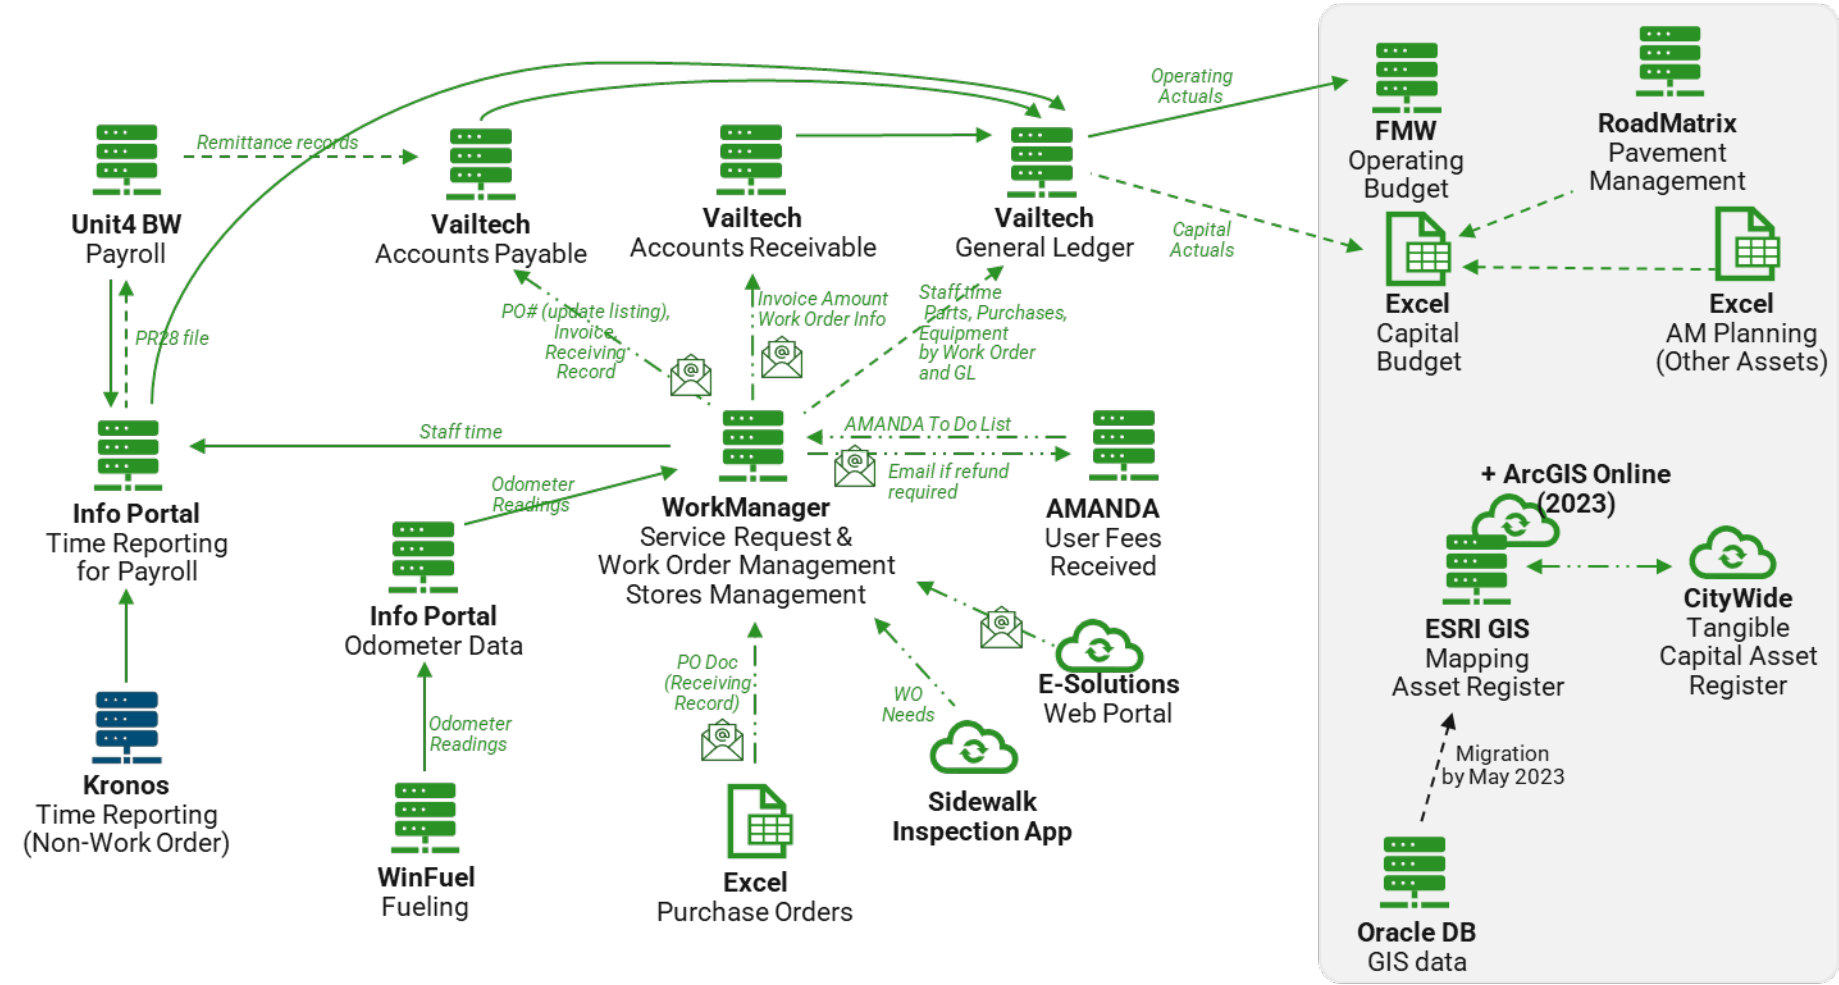 Operating
Actuals
FMW
Operating
Budget
RoadMatrix
Pavement
Management
Remittance records
Unit4 BW
Payroll
Vailtech
Accounts Payable
Vailtech
Accounts Receivable
Vailtech
General Ledger
Capital
Actuals
Excel
Capital
Budget
Excel
AM Planning
(Other Assets)
PR28 file
PO# (update listing),
Invoice,
Receiving
Record
@
Invoice Amount
Work Order Info
@
Staff time
Parts, Purchases,
Equipment
by Work Order
and GL
Staff time
AMANDA To Do List
@
Email if refund
required
Info Portal
Time Reporting
for Payroll
Odometer
Readings
WorkManager
Service Request &
Work Order Management
Stores Management
AMANDA
User Fees
Received
+ ArcGIS Online
(2023)
Info Portal
Odometer Data
@
E-Solutions
Web Portal
ESRI GIS
Mapping
Asset Register
CityWide
Tangible
Capital Asset
Register
PO Doc
(Receiving
Record)
@
WO
Needs
Odometer
Readings
Kronos
Time Reporting
(Non-Work Order)
Migration
by May 2023
Sidewalk
Inspection App
WinFuel
Fueling
Excel
Purchase Orders
Oracle DB
GIS data